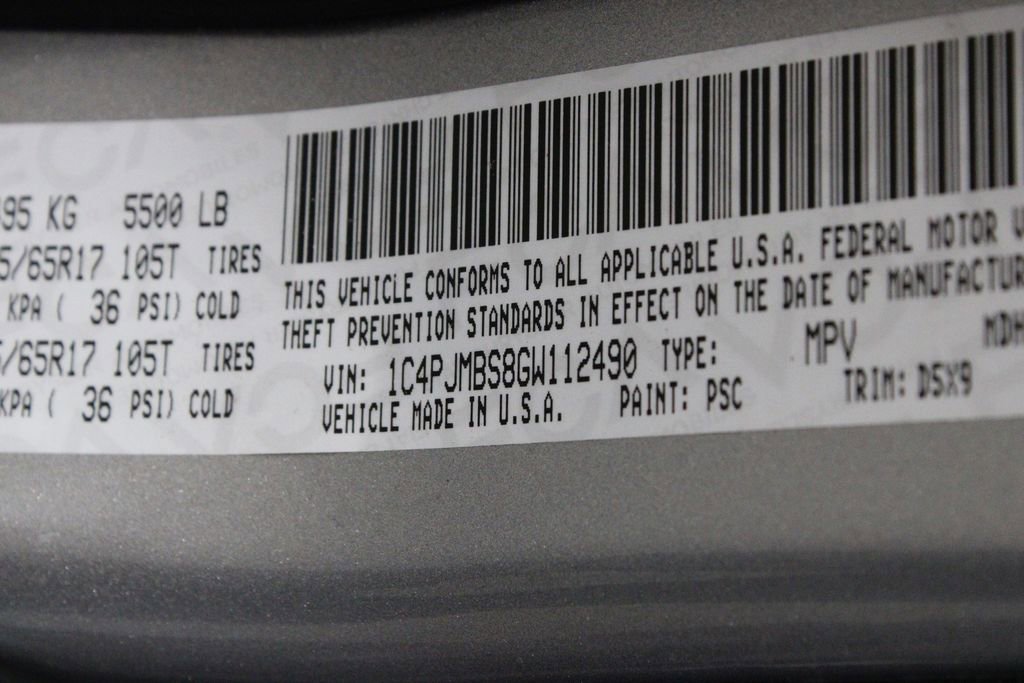 95 KG 5500 LB
5/65R17 105T TIRES
KPA ( 36 PSI) COLD
/65R17 105T TIRES
KPA ( 36 PSI) COLD
THIS VEHICLE CONFORMS TO ALL APPLICABLE U.S.A. FEDERAL MOTOR V
THEFT PREVENTION STANDARDS IN EFFECT ON THE DATE OF MANUFACTUR
VIN: 1C4PJMBS8GW112490 TYPE: MPV MDH
VEHICLE MADE IN U.S.A. PAINT: PSC TRIM: D5X9